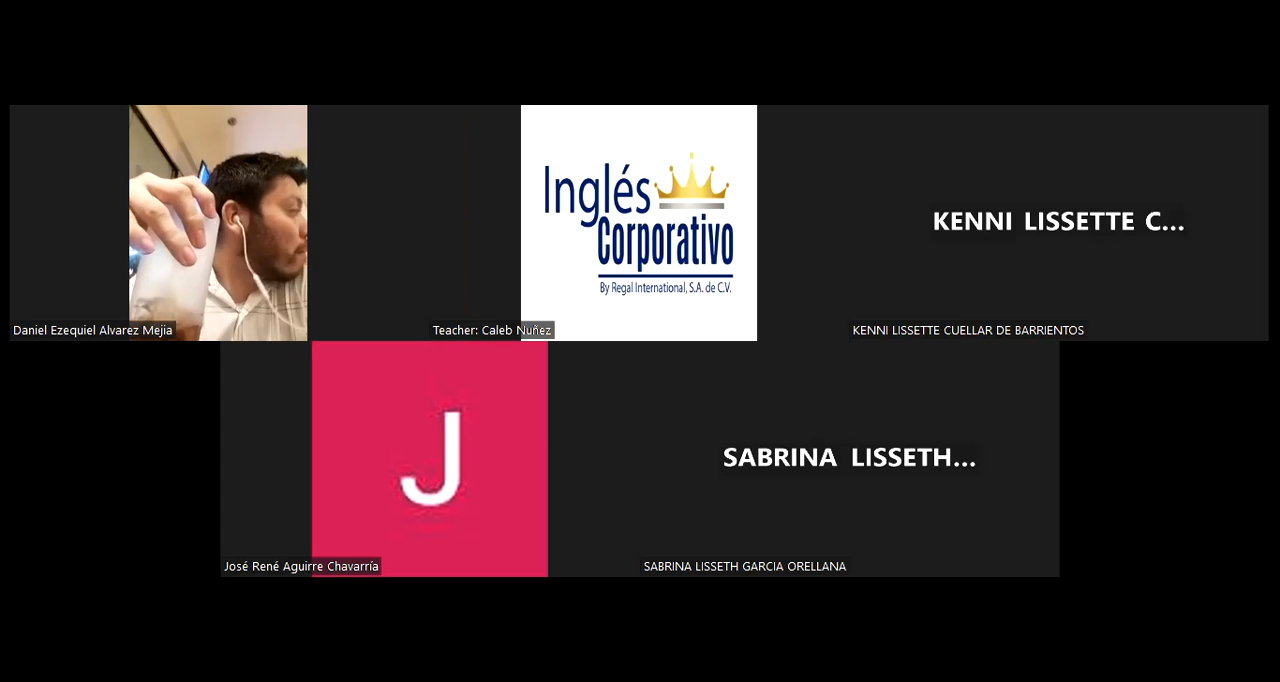 Inglés
Corporativo
By Regal International, S.A. de C.V.
KENNI LISSETTE C...
Daniel Ezequiel Alvarez Mejia
Teacher: Caleb Nuñez
KENNI LISSETTE CUELLAR DE BARRIENTOS
J
SABRINA LISSETH...
José René Aguirre Chavarría
SABRINA LISSETH GARCIA ORELLANA